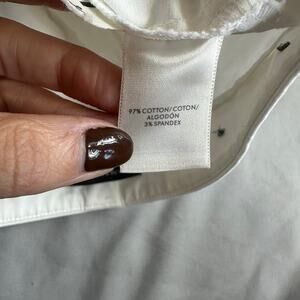 97% COTTON/COTON/
ALGODÓN
3% SPANDEX